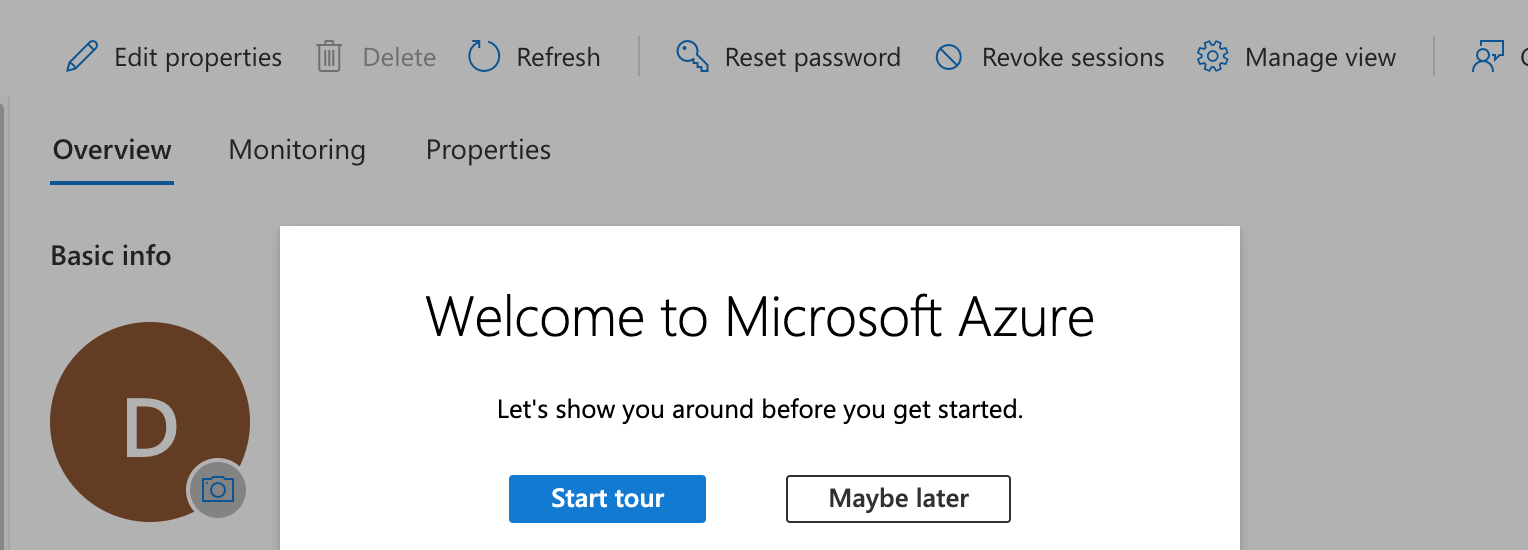 Edit properties Delete Refresh Reset password Revoke sessions Manage view
Overview Monitoring Properties
Basic info
Welcome to Microsoft Azure
Let's show you around before you get started.
D
Start tour Maybe later